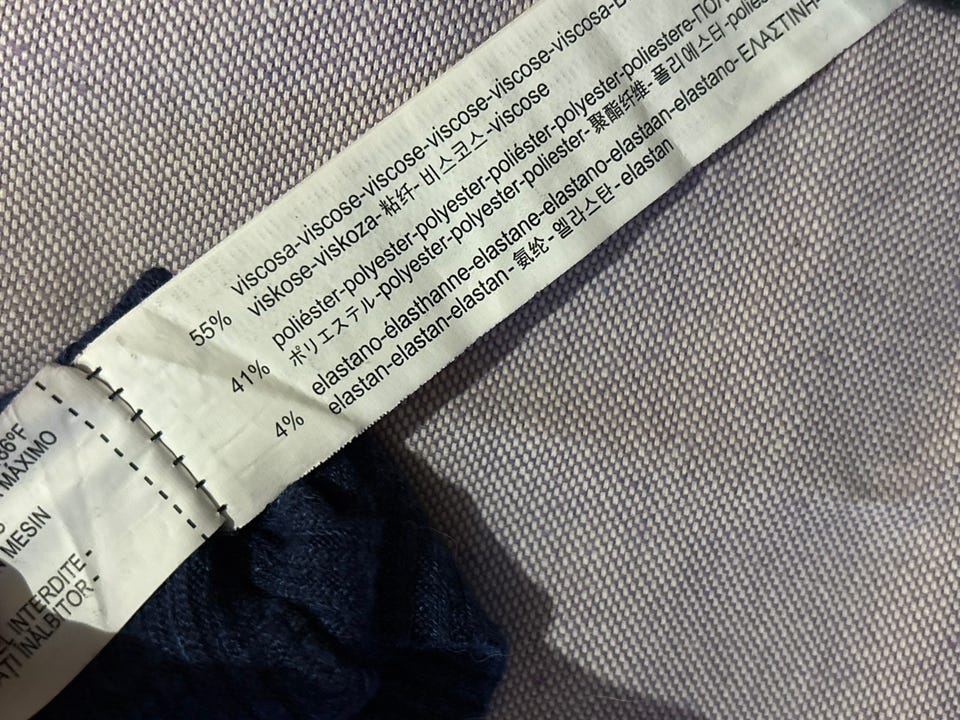 55% viscosa-viscose-viscose-viscose-viscose-viscosa-
viskose-viskoza-粘纤-비스코스-viscose
41% poliéster-polyester-polyester-poliéster-polyester-poliestere-
ポリエステル-polyester-polyester-poliester-聚酯纤维-폴리에스터-
4% elastano-élasthanne-elastane-elastano-elastaan-elastano-ΕΛΑΣΤΙΝΗ-
elastan-elastan-elastan-氨纶-엘라스탄-elastan
MÁXIMO
MESIN
INTERDITE-
INĂLBITOR-